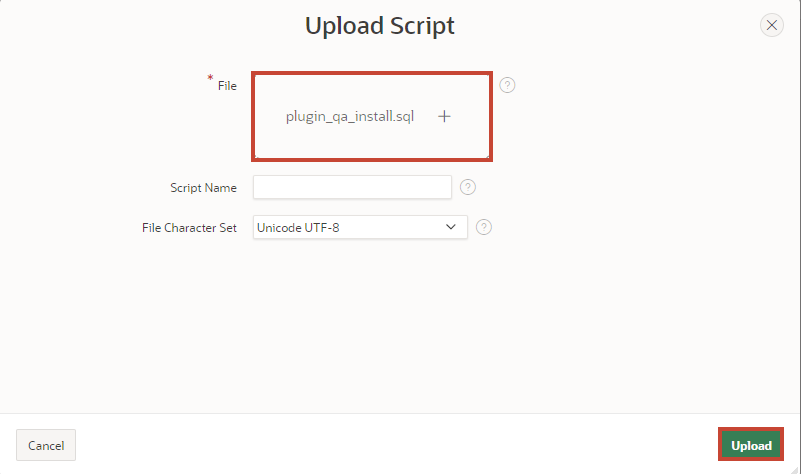 Upload Script
* File
plugin_qa_install.sql +
?
Script Name
?
File Character Set
Unicode UTF-8
?
Cancel
Upload